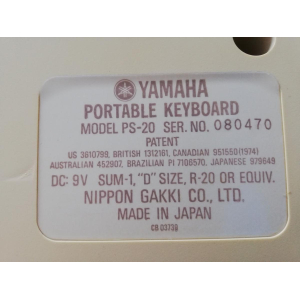 YAMAHA
PORTABLE KEYBOARD
MODEL PS-20 SER. NO. 080470
PATENT
US 3610799, BRITISH 1312161, CANADIAN 951550(1974)
AUSTRALIAN 452907, BRAZILIAN PI 7106570, JAPANESE 979649
DC: 9V SUM-1, "D" SIZE, R-20 OR EQUIV.
NIPPON GAKKI CO., LTD.
MADE IN JAPAN
CB 03739